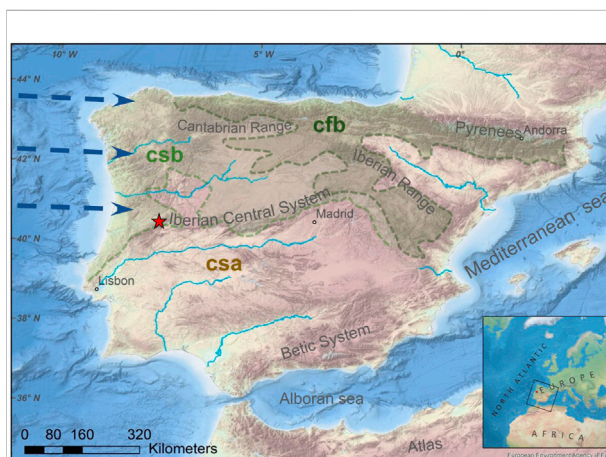 10° W
5° W
0°
44° N
Cantabrian Range
cfb
Pyrenees
Andorra
csb
42° N
Iberian Range
Iberian Central System
Madrid
40° N
csa
Mediterranean sea
Lisbon
38° N
Betic System
36° N
Alboran sea
NORTH ATLANTIC
EUROPE
AFRICA
0 80 160 320
Kilometers
Atlas